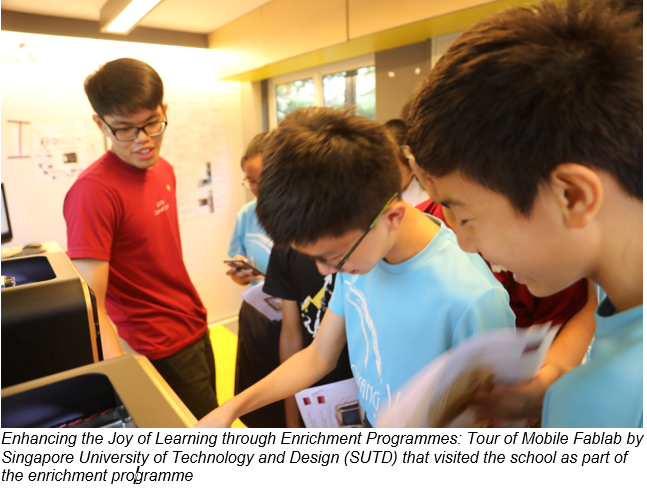 Enhancing the Joy of Learning through Enrichment Programmes: Tour of Mobile Fablab by
Singapore University of Technology and Design (SUTD) that visited the school as part of
the enrichment programme